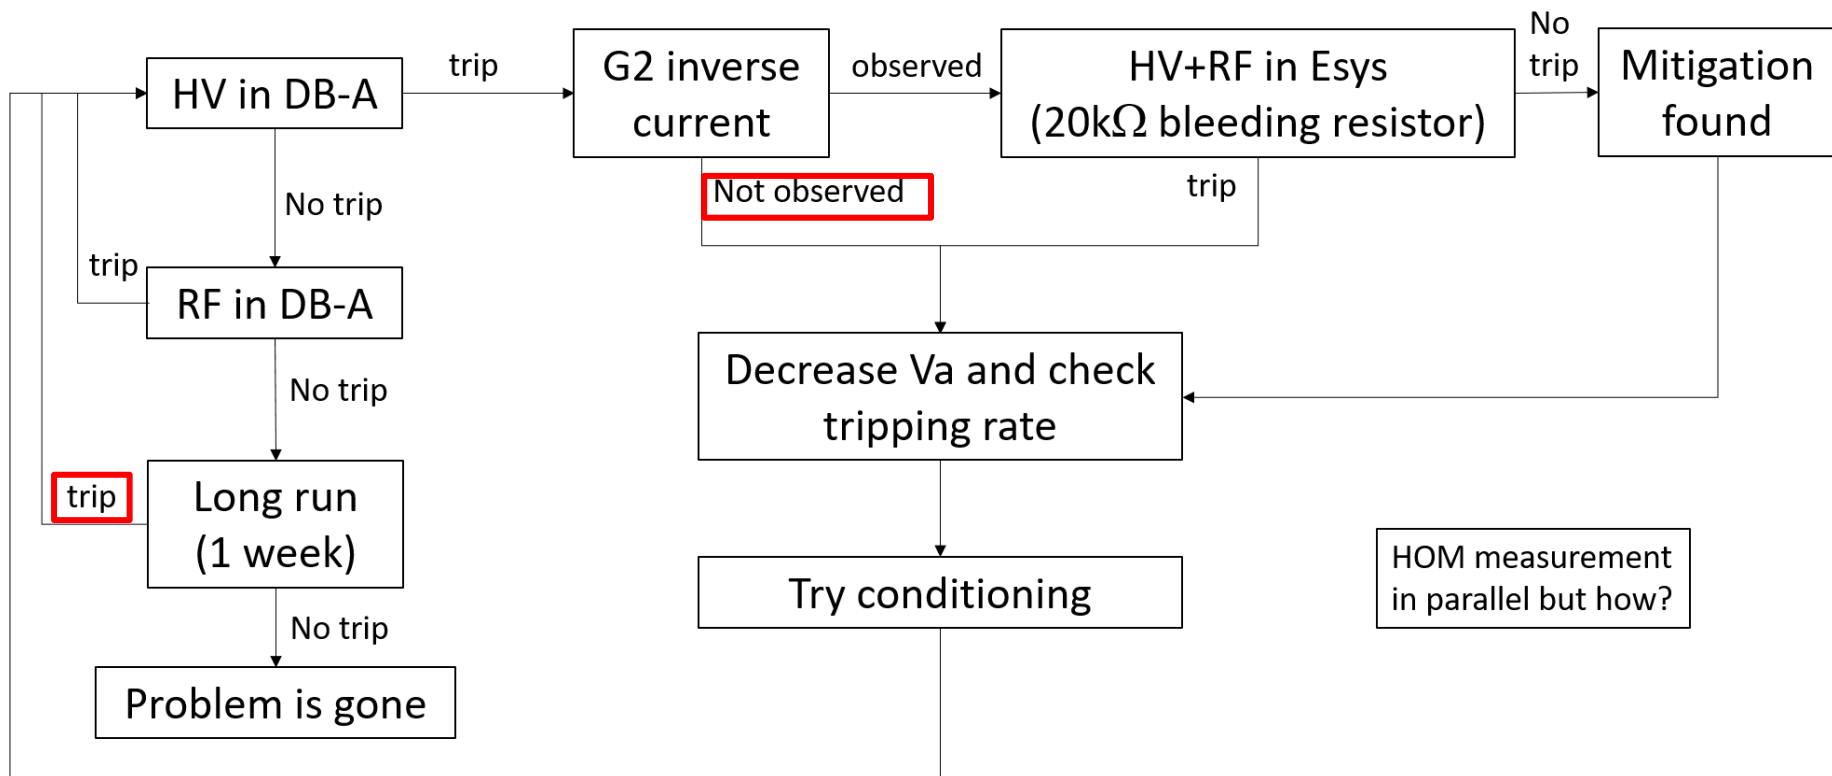 HV in DB-A
trip
G2 inverse
current
observed
HV+RF in Esys
(20kΩ bleeding resistor)
No
trip
Mitigation
found
No trip
Not observed
trip
trip
RF in DB-A
No trip
Decrease Va and check
tripping rate
trip
Long run
(1 week)
Try conditioning
HOM measurement
in parallel but how?
No trip
Problem is gone